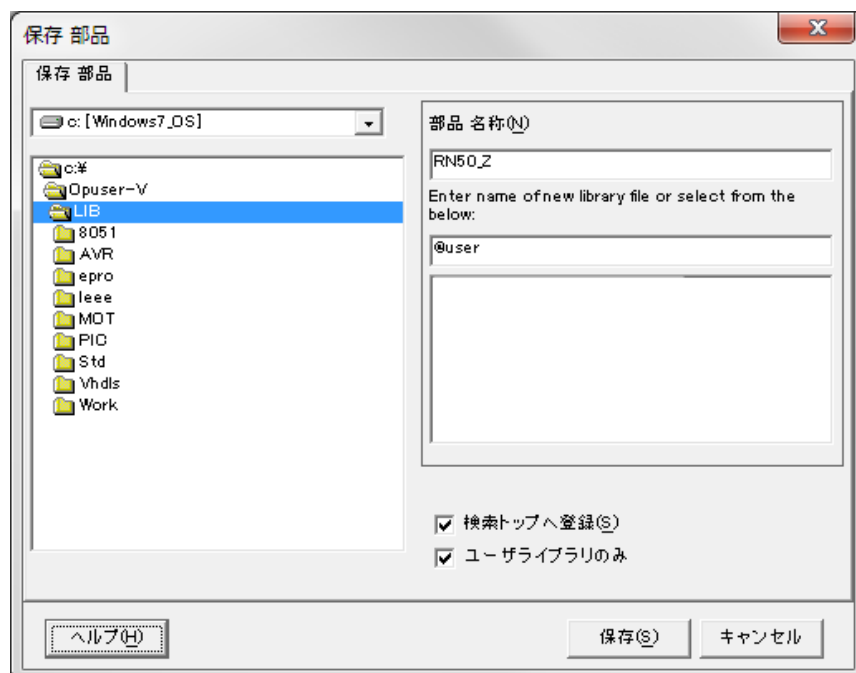 保存 部品
X
保存 部品
c: [Windows7_OS]
c:¥
Opuser-V
LIB
8051
AVR
epro
Ieee
MOT
PIC
Std
Vhdls
Work
部品 名称(N)
RN50_Z
Enter name of new library file or select from the
below:
@user
検索トップへ登録(S)
ユーザライブラリのみ
ヘルプ(H)
保存(S)
キャンセル